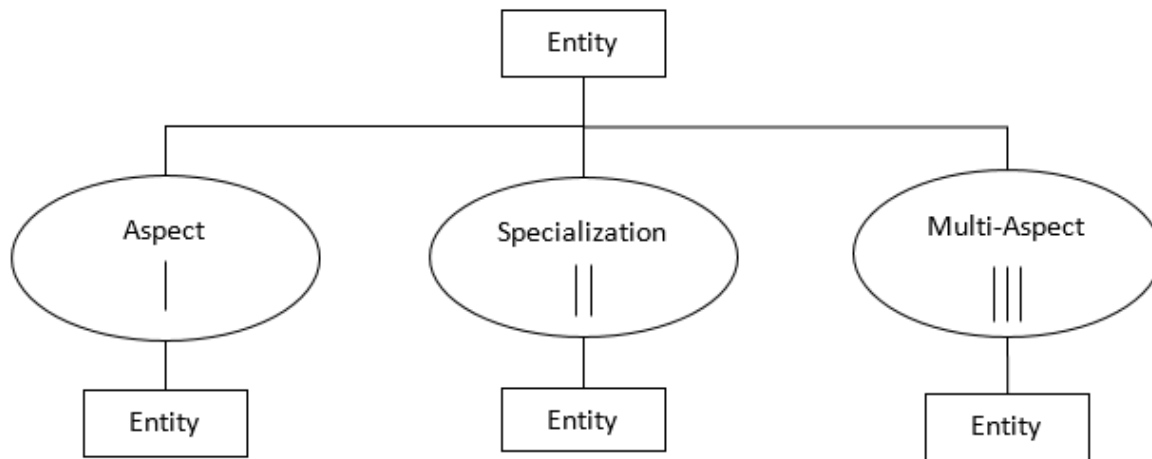 Entity
Aspect
Specialization
Multi-Aspect
Entity
Entity
Entity